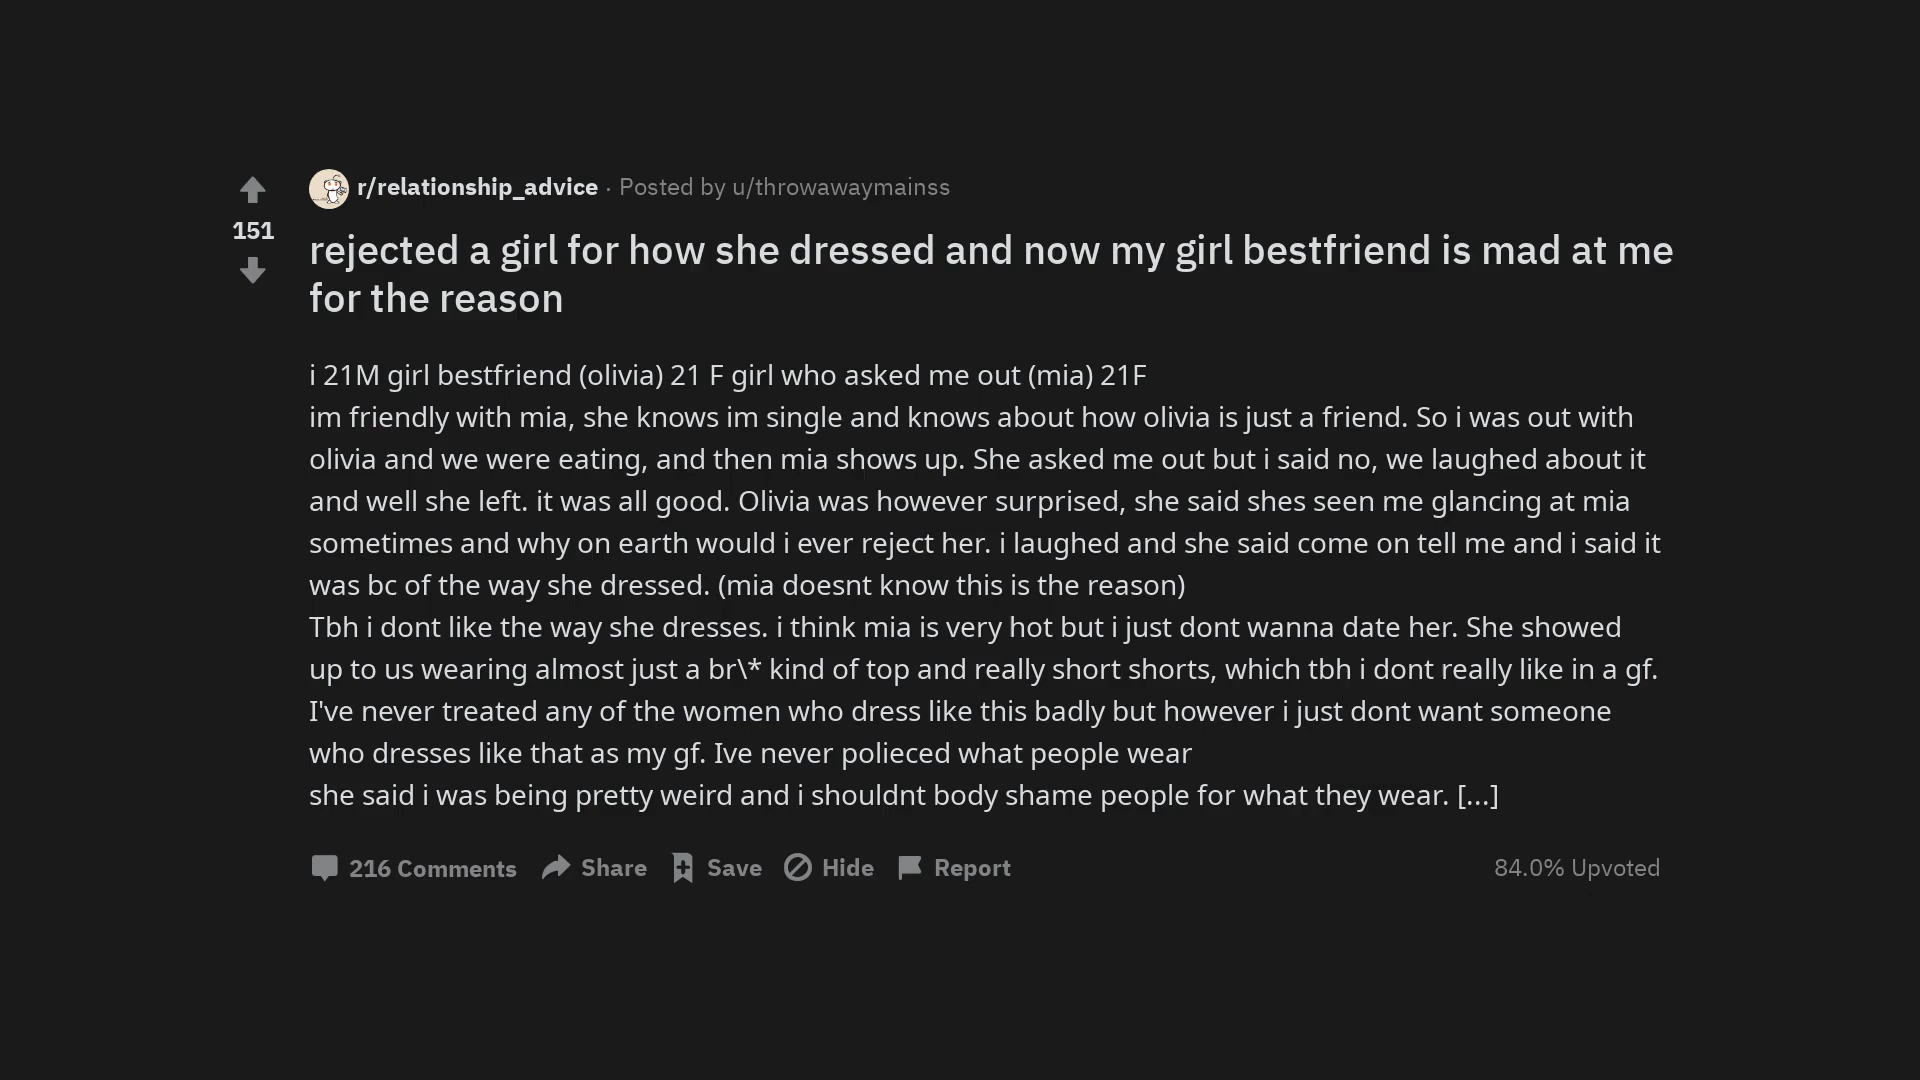 r/relationship_advice · Posted by u/throwawaymainss
151
rejected a girl for how she dressed and now my girl bestfriend is mad at me
for the reason
i 21M girl bestfriend (olivia) 21 F girl who asked me out (mia) 21F
im friendly with mia, she knows im single and knows about how olivia is just a friend. So i was out with
olivia and we were eating, and then mia shows up. She asked me out but i said no, we laughed about it
and well she left. it was all good. Olivia was however surprised, she said shes seen me glancing at mia
sometimes and why on earth would i ever reject her. i laughed and she said come on tell me and i said it
was bc of the way she dressed. (mia doesnt know this is the reason)
Tbh i dont like the way she dresses. i think mia is very hot but i just dont wanna date her. She showed
up to us wearing almost just a br\* kind of top and really short shorts, which tbh i dont really like in a gf.
I've never treated any of the women who dress like this badly but however i just dont want someone
who dresses like that as my gf. Ive never polieced what people wear
she said i was being pretty weird and i shouldnt body shame people for what they wear. [...]
216 Comments Share Save Hide Report 84.0% Upvoted